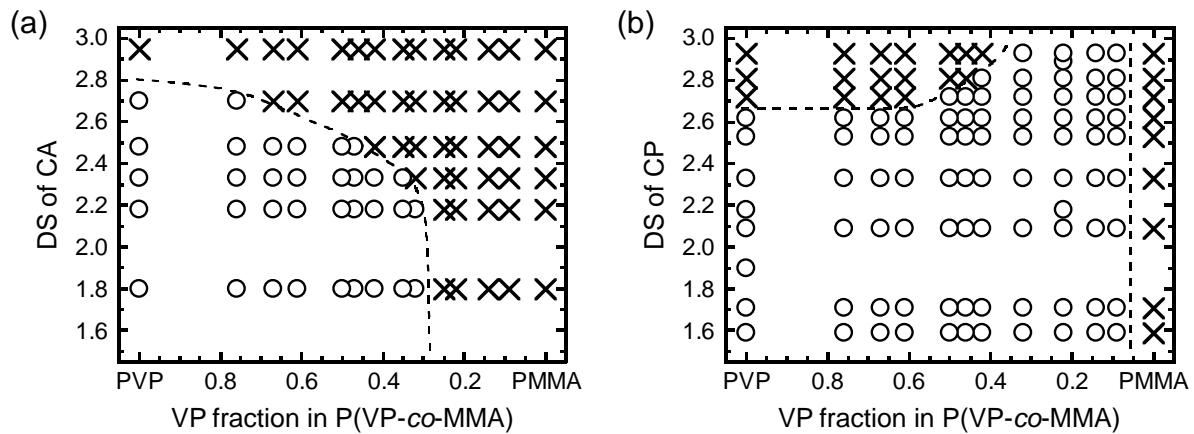 (a)
DS of CA
3.0
2.8
2.6
2.4
2.2
2.0
1.8
1.6
PVP 0.8 0.6 0.4 0.2 PMMA
VP fraction in P(VP-co-MMA)
(b)
DS of CP
3.0
2.8
2.6
2.4
2.2
2.0
1.8
1.6
PVP 0.8 0.6 0.4 0.2 PMMA
VP fraction in P(VP-co-MMA)